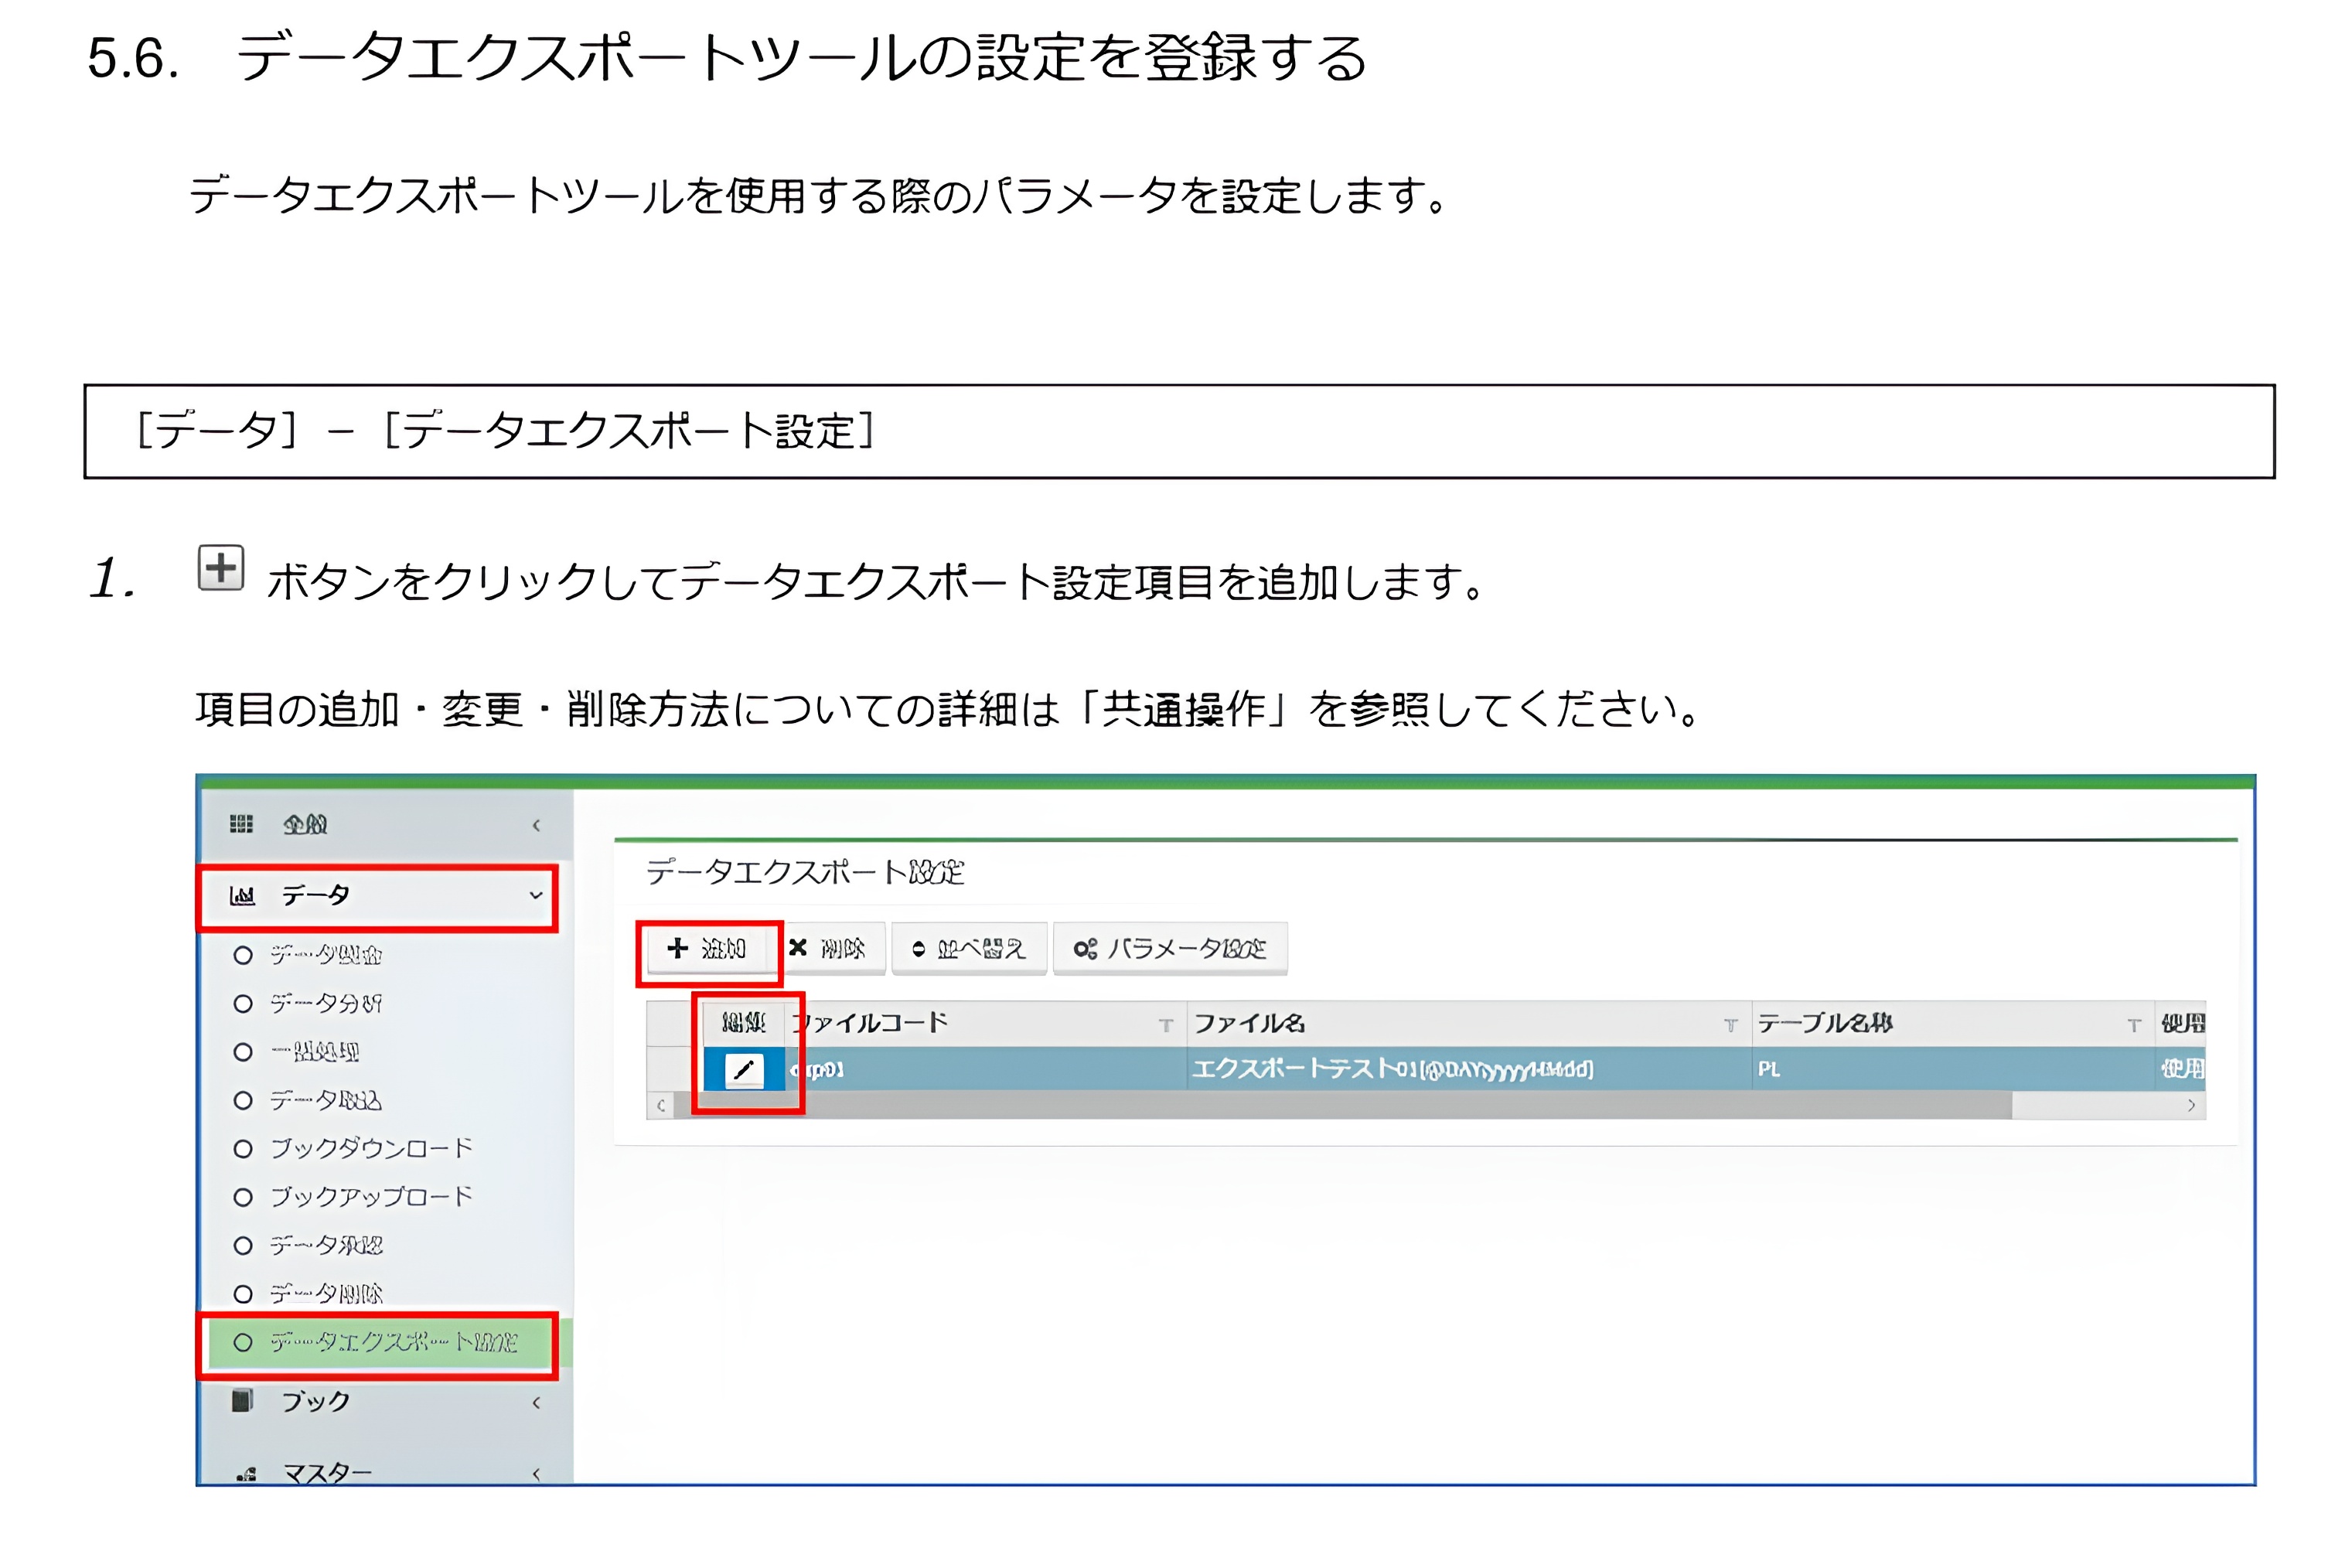 5.6. データエクスポートツールの設定を登録する
データエクスポートツールを使用する際のパラメータを設定します。
[データ] － [データエクスポート設定]
1. ボタンをクリックしてデータエクスポート設定項目を追加します。
項目の追加・変更・削除方法についての詳細は「共通操作」を参照してください。
全般
データ
データ分析
一括処理
データ取込
ブックダウンロード
ブックアップロード
データ承認
データ削除
データエクスポート設定
ブック
マスター
データエクスポート設定
追加 削除 並べ替え パラメータ設定
編集 ファイルコード ファイル名 テーブル名称 使用
exp01 エクスポートテスト01[@DAYyyyyMMdd] PL 使用